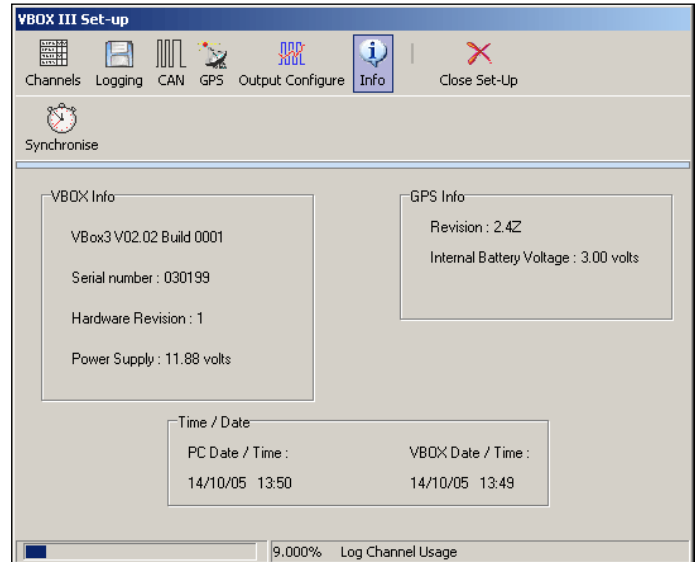 VBOX III Set-up
Channels Logging CAN GPS Output Configure Info Close Set-Up
Synchronise
VBOX Info
VBox3 V02.02 Build 0001
Serial number : 030199
Hardware Revision : 1
Power Supply : 11.88 volts
GPS Info
Revision : 2.4Z
Internal Battery Voltage : 3.00 volts
Time / Date
PC Date / Time : VBOX Date / Time :
14/10/05 13:50 14/10/05 13:49
9.000% Log Channel Usage